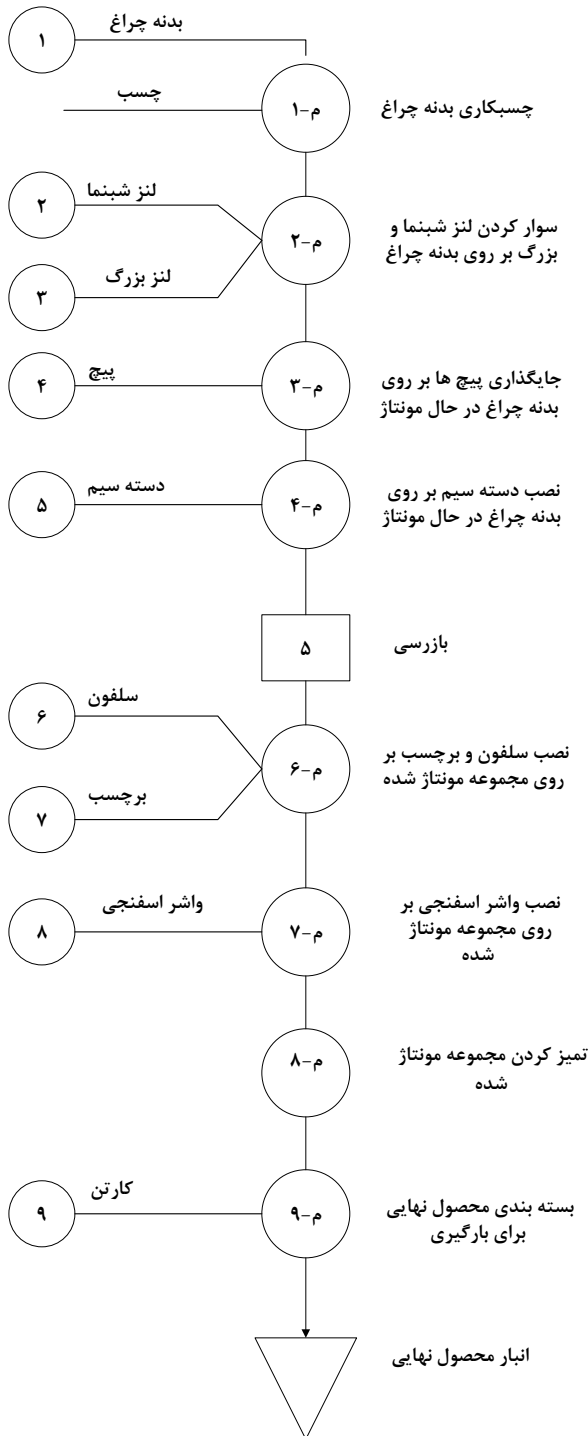 بدنه چراغ
۱
چسب
م-۱
چسبکاری بدنه چراغ
لنز شبنما
۲
م-۲
سوار کردن لنز شبنما و
بزرگ بر روی بدنه چراغ
لنز بزرگ
۳
پیچ
۴
م-۳
جایگذاری پیچ ها بر روی
بدنه چراغ در حال مونتاژ
دسته سیم
۵
م-۴
نصب دسته سیم بر روی
بدنه چراغ در حال مونتاژ
۵
بازرسی
سلفون
۶
م-۶
نصب سلفون و برچسب بر
روی مجموعه مونتاژ شده
برچسب
۷
واشر اسفنجی
۸
م-۷
نصب واشر اسفنجی بر
روی مجموعه مونتاژ
شده
م-۸
تمیز کردن مجموعه مونتاژ
شده
کارتن
۹
م-۹
بسته بندی محصول نهایی
برای بارگیری
انبار محصول نهایی